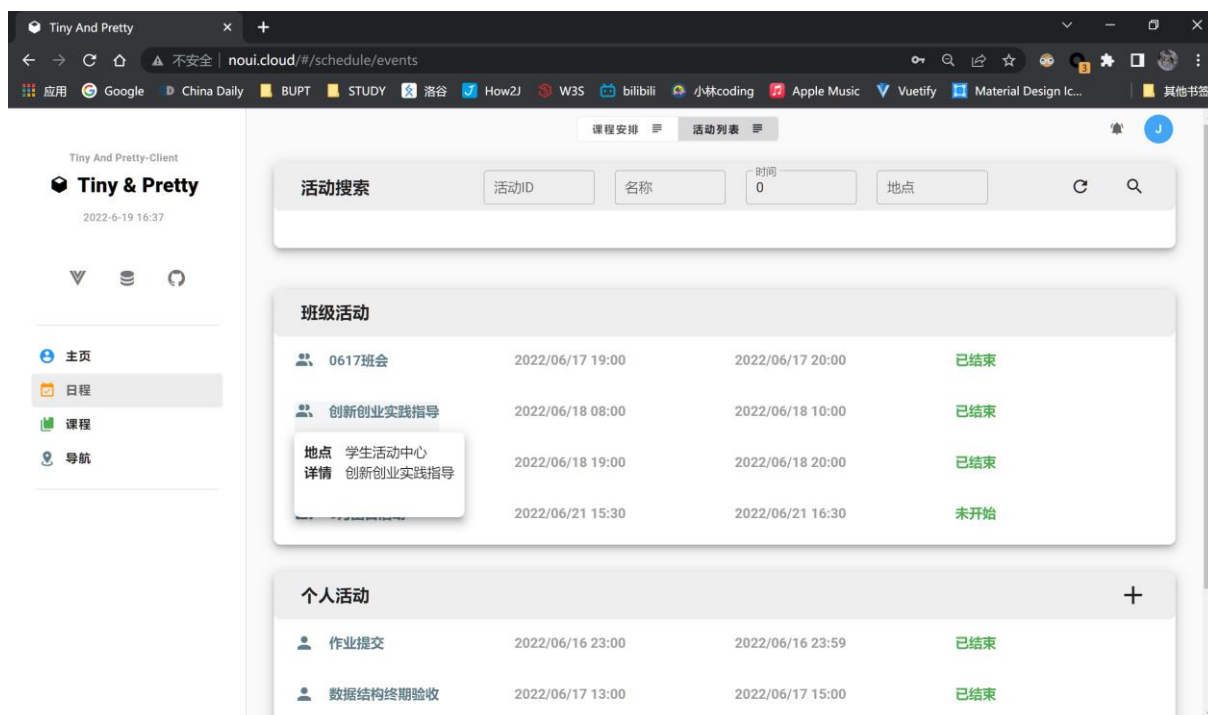 Tiny And Pretty
不安全 noui.cloud/#/schedule/events
3
应用 Google China Daily BUPT STUDY 洛谷 How2J W3S bilibili 小林coding Apple Music Vuetify Material Design Ic... 其他书签
课程安排 活动列表 J
Tiny And Pretty-Client
Tiny & Pretty
2022-6-19 16:37
主页
日程
课程
导航
活动搜索 活动ID 名称 时间 0 地点
班级活动
0617班会 2022/06/17 19:00 2022/06/17 20:00 已结束
创新创业实践指导 2022/06/18 08:00 2022/06/18 10:00 已结束
地点 学生活动中心
详情 创新创业实践指导
2022/06/18 19:00 2022/06/18 20:00 已结束
2022/06/21 15:30 2022/06/21 16:30 未开始
个人活动
作业提交 2022/06/16 23:00 2022/06/16 23:59 已结束
数据结构终期验收 2022/06/17 13:00 2022/06/17 15:00 已结束